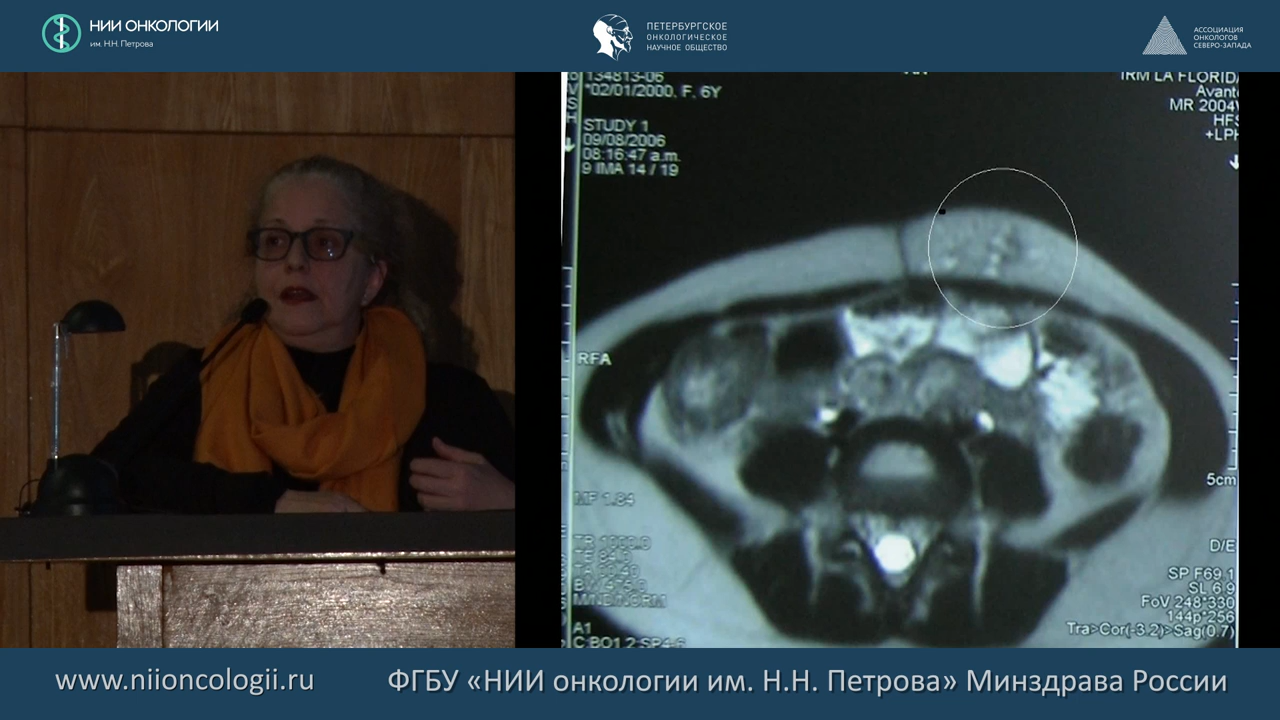 НИИ ОНКОЛОГИИ
им. Н.Н. Петрова
ПЕТЕРБУРГСКОЕ
ОНКОЛОГИЧЕСКОЕ
НАУЧНОЕ ОБЩЕСТВО
АССОЦИАЦИЯ
ОНКОЛОГОВ
СЕВЕРО-ЗАПАДА
134813-06
*02/01/2000, F, 6Y
STUDY 1
09/08/2006
08:16:47 a.m.
9 IMA 14 / 19
IRM LA FLORIDA
Avant
MR 2004V
HFS
+LPH
RFA
5cm
MF 1.84
D/E
SP F69.1
SL 6.9
FoV 248*330
144p*256
Tra>Cor(-3.2)>Sag(0.7)
A1
www.niioncologii.ru
ФГБУ «НИИ онкологии им. Н.Н. Петрова» Минздрава России